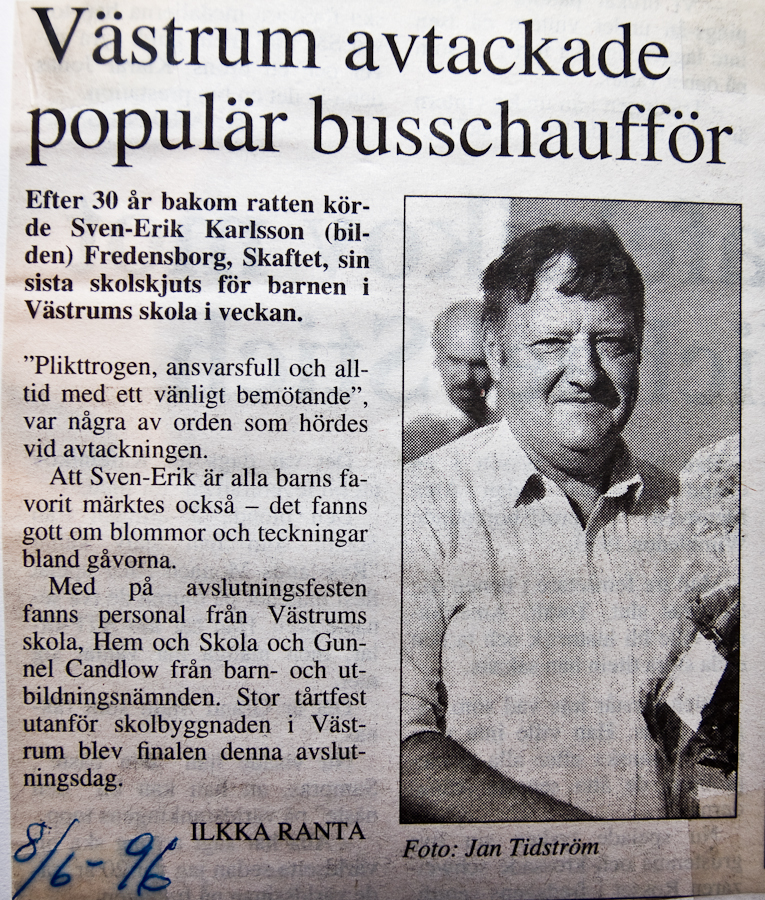 Västrum avtackade
populär busschaufför
Efter 30 år bakom ratten kör-
de Sven-Erik Karlsson (bil-
den) Fredensborg, Skaftet, sin
sista skolskjuts för barnen i
Västrums skola i veckan.
”Plikttrogen, ansvarsfull och all-
tid med ett vänligt bemötande”,
var några av orden som hördes
vid avtackningen.
Att Sven-Erik är alla barns fa-
vorit märktes också – det fanns
gott om blommor och teckningar
bland gåvorna.
Med på avslutningsfesten
fanns personal från Västrums
skola, Hem och Skola och Gun-
nel Candlow från barn- och ut-
bildningsnämnden. Stor tårtfest
utanför skolbyggnaden i Väst-
rum blev finalen denna avslut-
ningsdag.
ILKKA RANTA
8/6-96
Foto: Jan Tidström